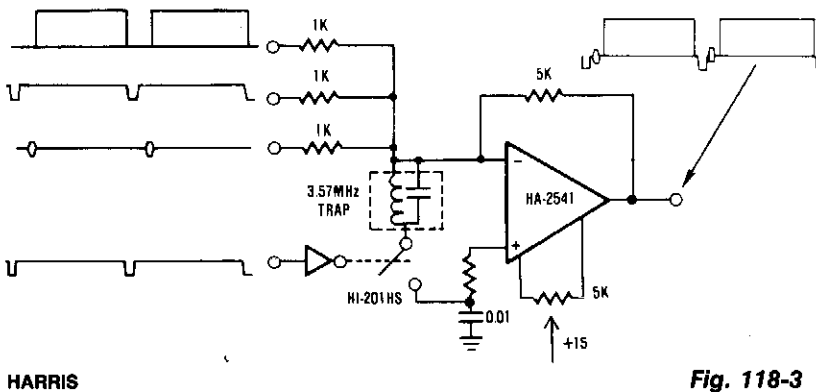 1K
1K
5K
1K
3.57MHz
TRAP
HA-2541
−
+
HI-201HS
0.01
5K
+15
HARRIS
Fig. 118-3